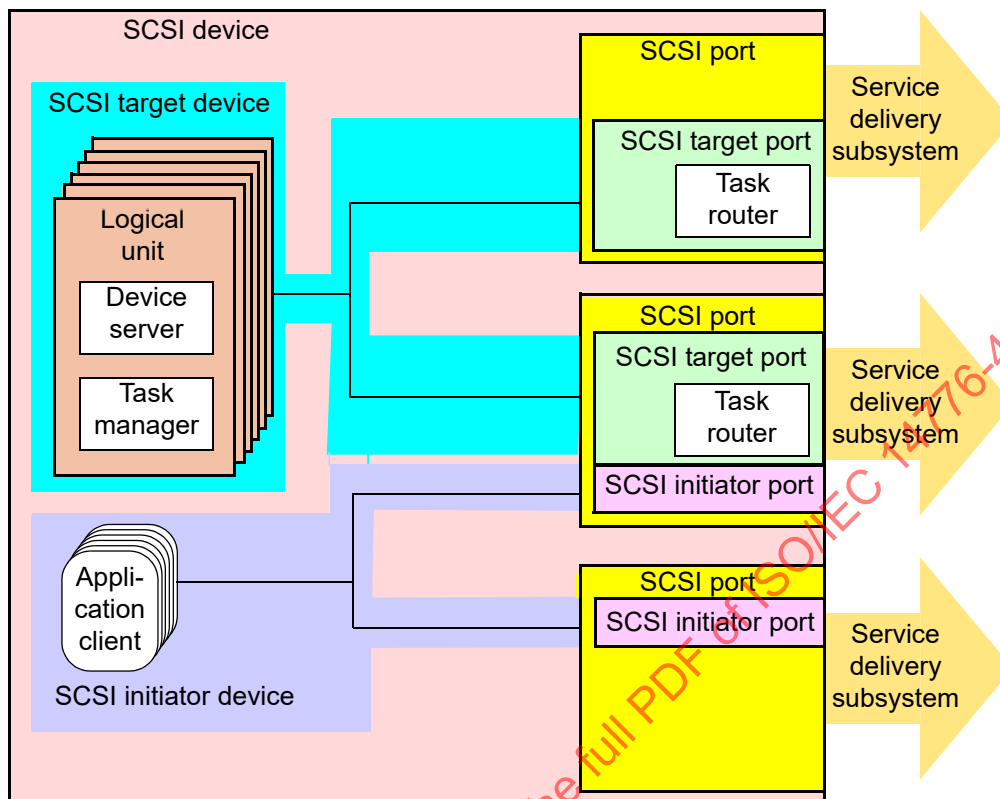 SCSI device
SCSI target device
Logical
unit
Device
server
Task
manager
SCSI port
SCSI target port
Task
router
Service
delivery
subsystem
SCSI port
SCSI target port
Task
router
SCSI initiator port
Service
delivery
subsystem
Appli-
cation
client
SCSI initiator device
SCSI port
SCSI initiator port
Service
delivery
subsystem
he full PDF of ISO/IEC 14776-4